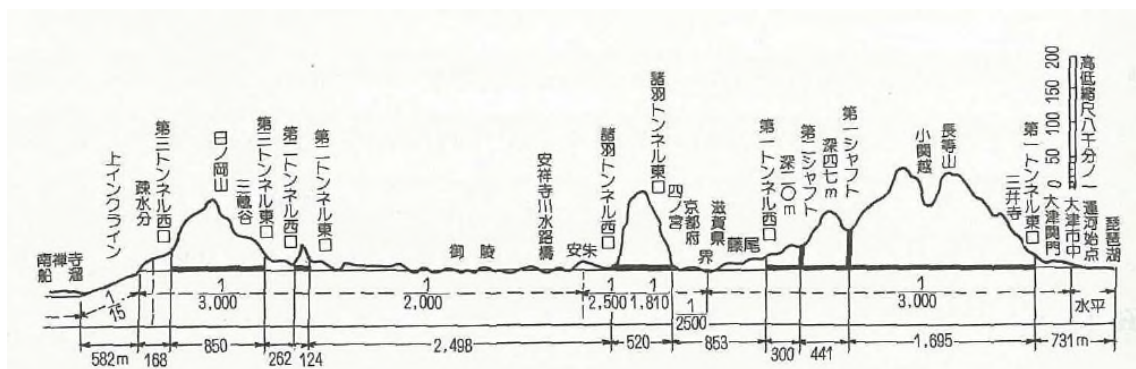 南禅寺
船溜
上インクライン
疎水分
第三トンネル西口
日ノ岡山
三蔵谷
第三トンネル東口
第二トンネル西口
第二トンネル東口
御陵
安祥寺川水路橋
安朱
諸羽トンネル西口
諸羽トンネル東口
四ノ宮
京都府
界
滋賀県
藤尾
第一トンネル西口
深二〇m
第二シャフト
深四七m
第一シャフト
小関越
長等山
第一トンネル東口
三井寺
大津関門
大津市中
運河始点
琵琶湖
高低縮尺八千分ノ一
200
150
100
50
0
1
15
1
3,000
1
2,000
1
2,500
1
1,810
1
2500
1
3,000
水平
582m
168
850
262
124
2,498
520
853
300
441
1,695
731m